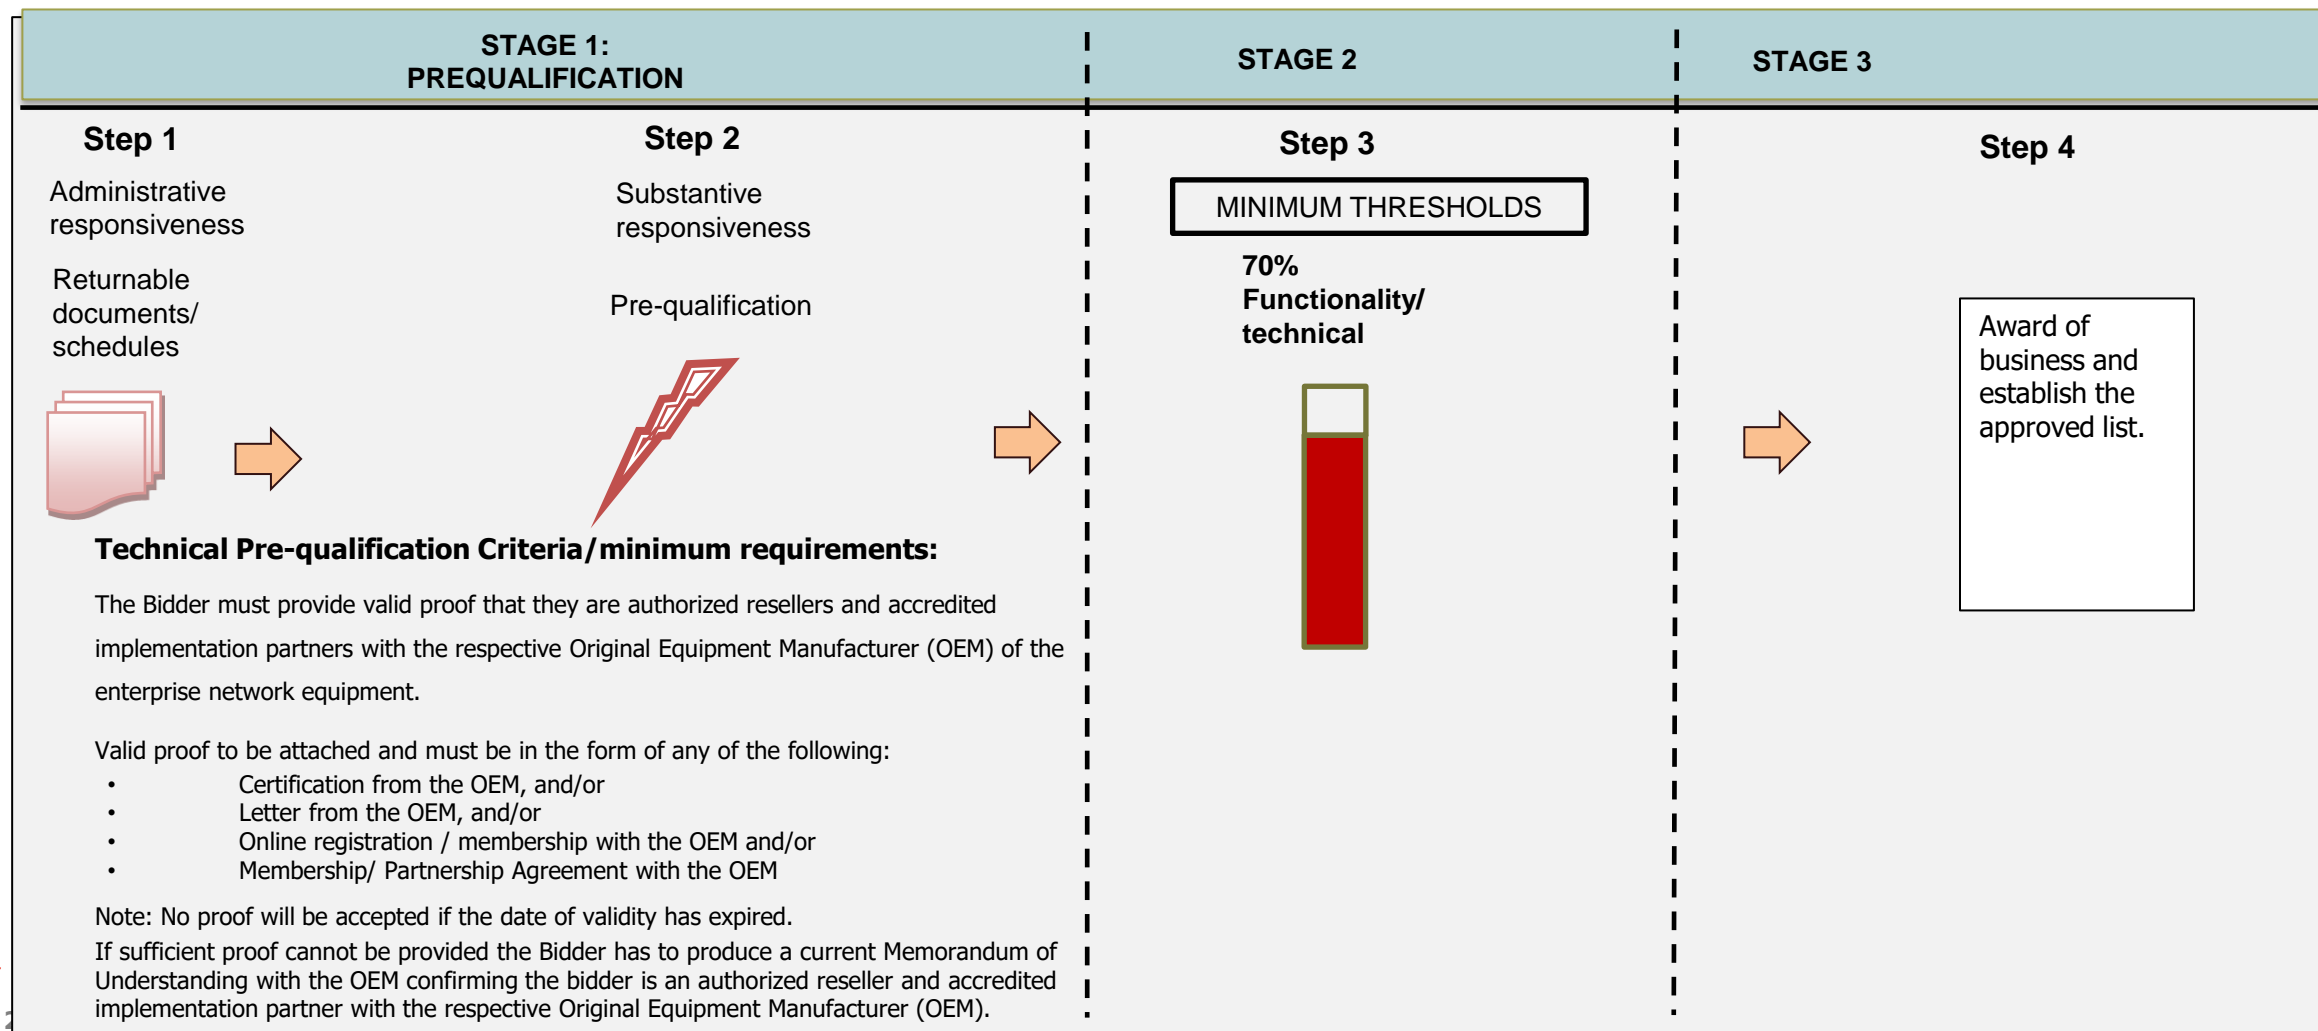 STAGE 1:
PREQUALIFICATION
STAGE 2
STAGE 3
Step 1
Administrative
responsiveness
Returnable
documents/
schedules
Step 2
Substantive
responsiveness
Pre-qualification
Technical Pre-qualification Criteria/minimum requirements:
The Bidder must provide valid proof that they are authorized resellers and accredited
implementation partners with the respective Original Equipment Manufacturer (OEM) of the
enterprise network equipment.
Valid proof to be attached and must be in the form of any of the following:
• Certification from the OEM, and/or
• Letter from the OEM, and/or
• Online registration / membership with the OEM and/or
• Membership/ Partnership Agreement with the OEM
Note: No proof will be accepted if the date of validity has expired.
If sufficient proof cannot be provided the Bidder has to produce a current Memorandum of
Understanding with the OEM confirming the bidder is an authorized reseller and accredited
implementation partner with the respective Original Equipment Manufacturer (OEM).
Step 3
MINIMUM THRESHOLDS
70%
Functionality/
technical
Step 4
Award of
business and
establish the
approved list.